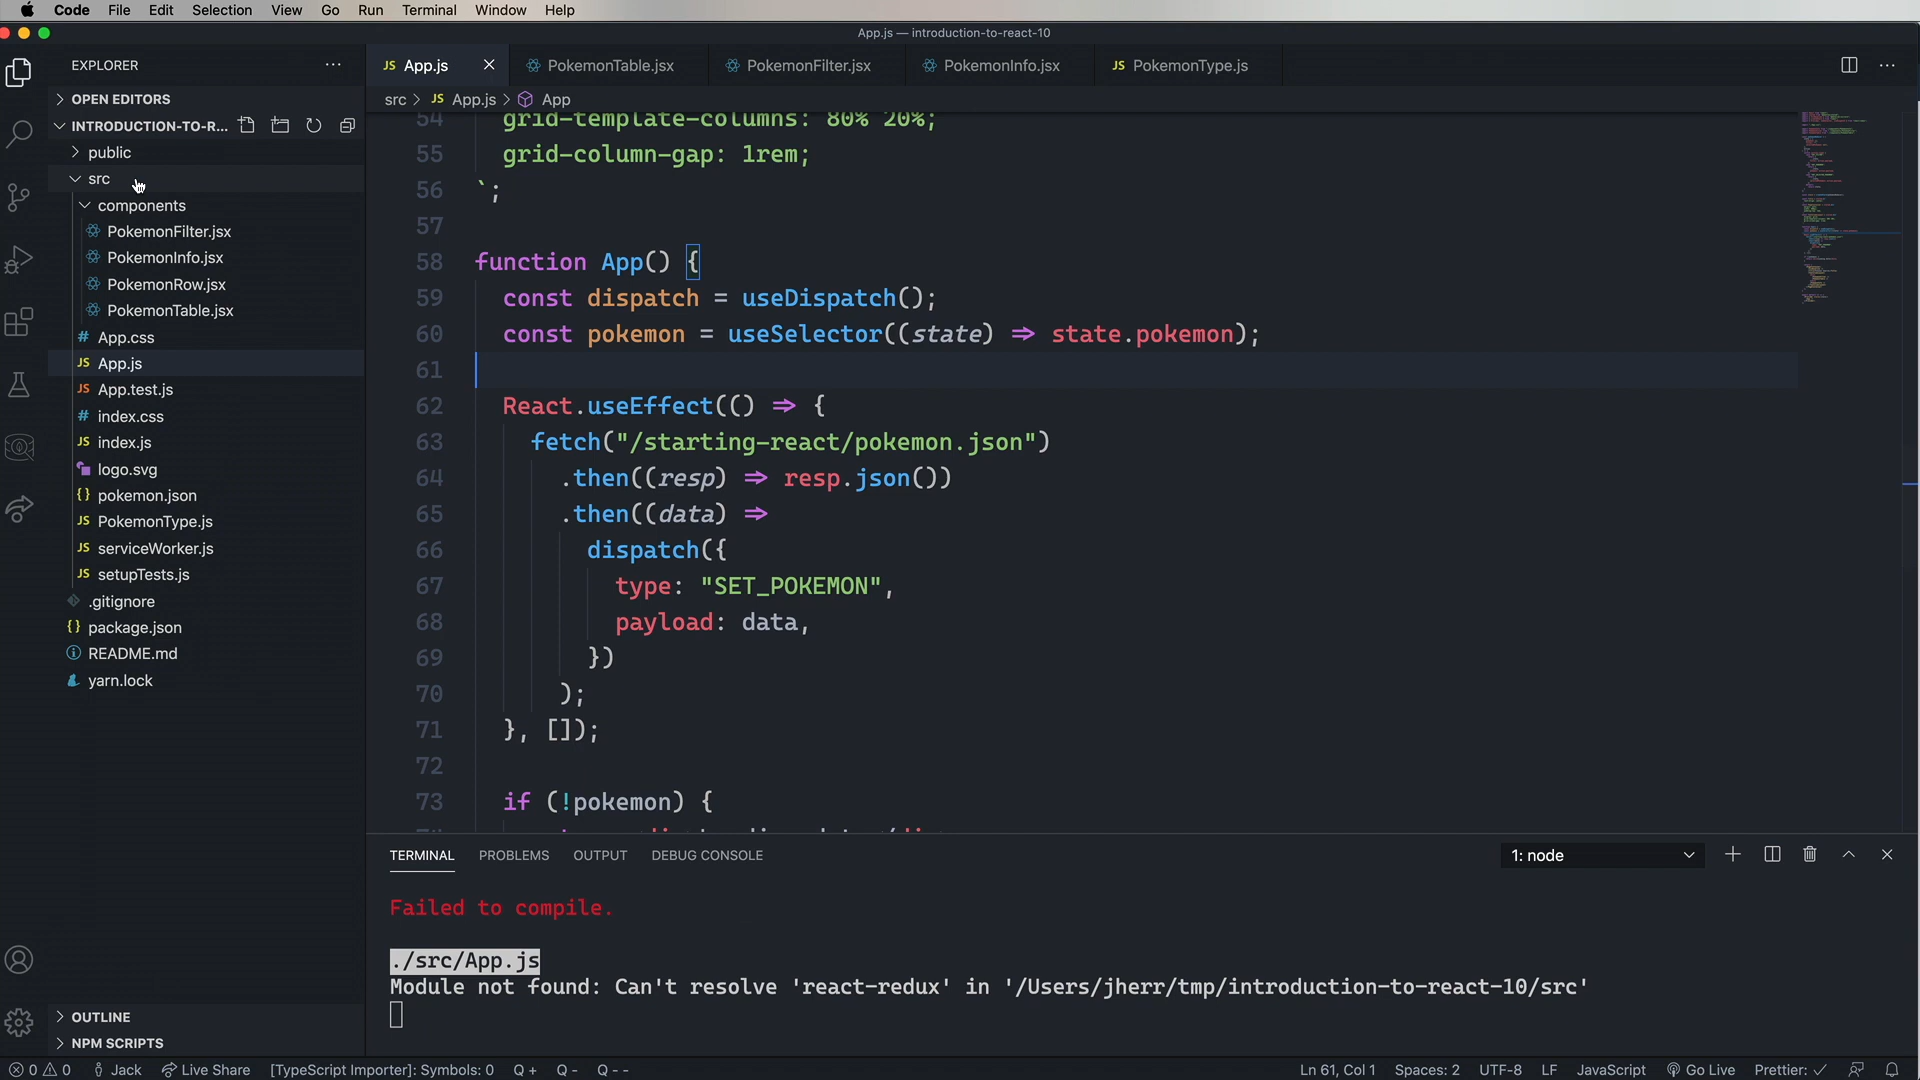 Code File Edit Selection View Go Run Terminal Window Help
App.js — introduction-to-react-10
EXPLORER
OPEN EDITORS
INTRODUCTION-TO-R...
public
src
components
PokemonFilter.jsx
PokemonInfo.jsx
PokemonRow.jsx
PokemonTable.jsx
# App.css
JS App.js
JS App.test.js
# index.css
JS index.js
logo.svg
{} pokemon.json
JS PokemonType.js
JS serviceWorker.js
JS setupTests.js
.gitignore
{} package.json
README.md
yarn.lock
OUTLINE
NPM SCRIPTS
JS App.js PokemonTable.jsx PokemonFilter.jsx PokemonInfo.jsx JS PokemonType.js
src > JS App.js > App
54 grid-template-columns: 80% 20%;
55 grid-column-gap: 1rem;
56 `;
57
58 function App() {
59 const dispatch = useDispatch();
60 const pokemon = useSelector((state) ⇒ state.pokemon);
61
62 React.useEffect(() ⇒ {
63 fetch("/starting-react/pokemon.json")
64 .then((resp) ⇒ resp.json())
65 .then((data) ⇒
66 dispatch({
67 type: "SET_POKEMON",
68 payload: data,
69 })
70 );
71 }, []);
72
73 if (!pokemon) {
TERMINAL PROBLEMS OUTPUT DEBUG CONSOLE 1: node
Failed to compile.
./src/App.js
Module not found: Can't resolve 'react-redux' in '/Users/jherr/tmp/introduction-to-react-10/src'
0 0 Jack Live Share [TypeScript Importer]: Symbols: 0 Q + Q - Q - - Ln 61, Col 1 Spaces: 2 UTF-8 LF JavaScript Go Live Prettier: ✓